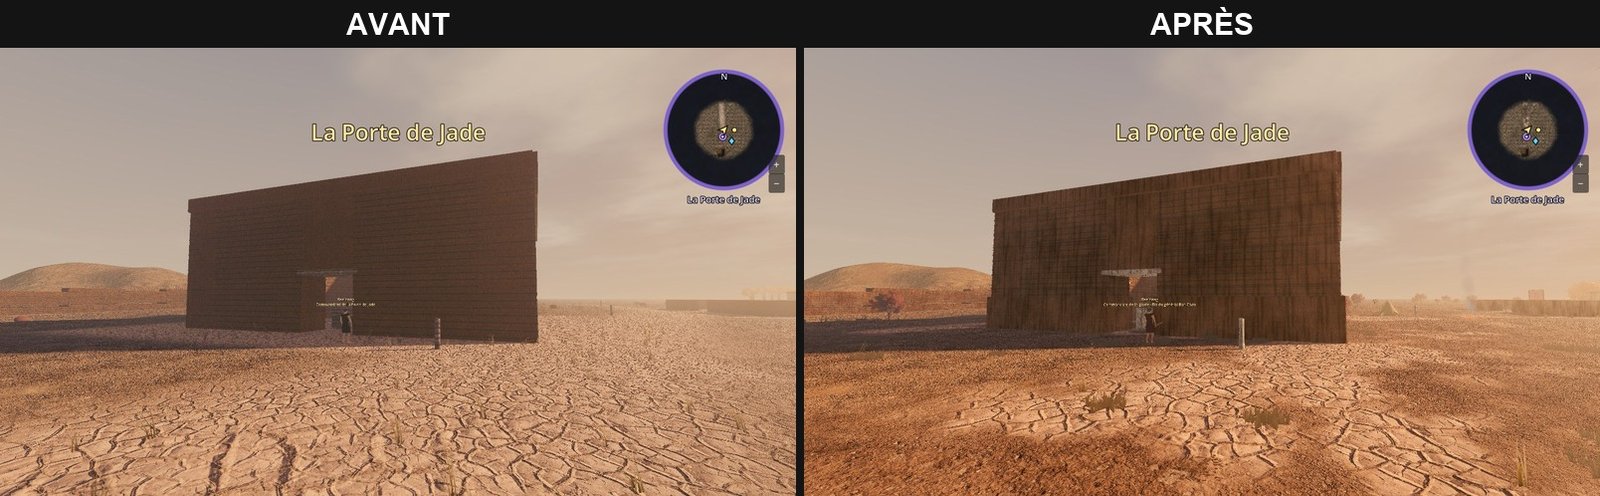 AVANT
APRÈS
La Porte de Jade
N
+
−
La Porte de Jade
La Porte de Jade
N
+
−
La Porte de Jade